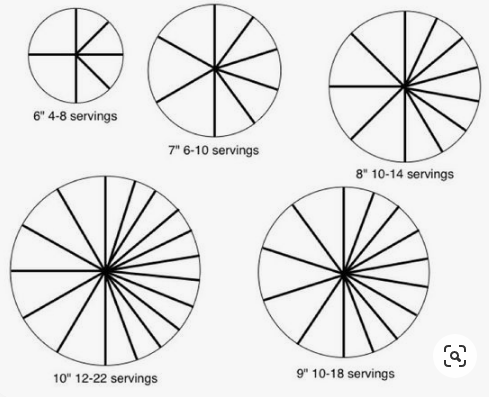 6" 4-8 servings
7" 6-10 servings
8" 10-14 servings
10" 12-22 servings
9" 10-18 servings